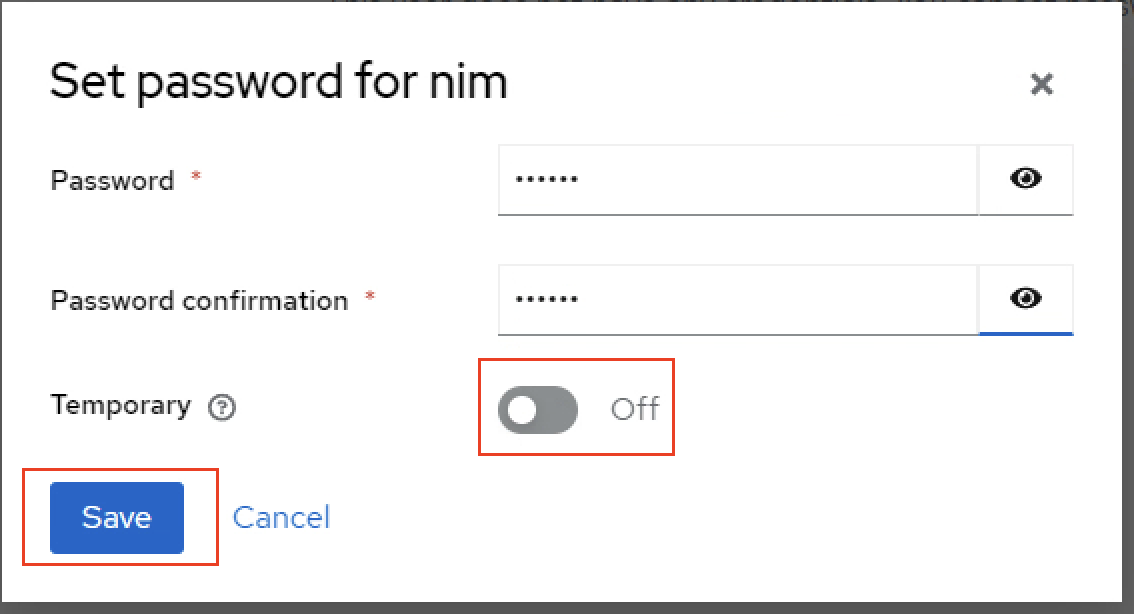 Set password for nim
Password *
••••••
Password confirmation *
••••••
Temporary ?
Off
Save Cancel